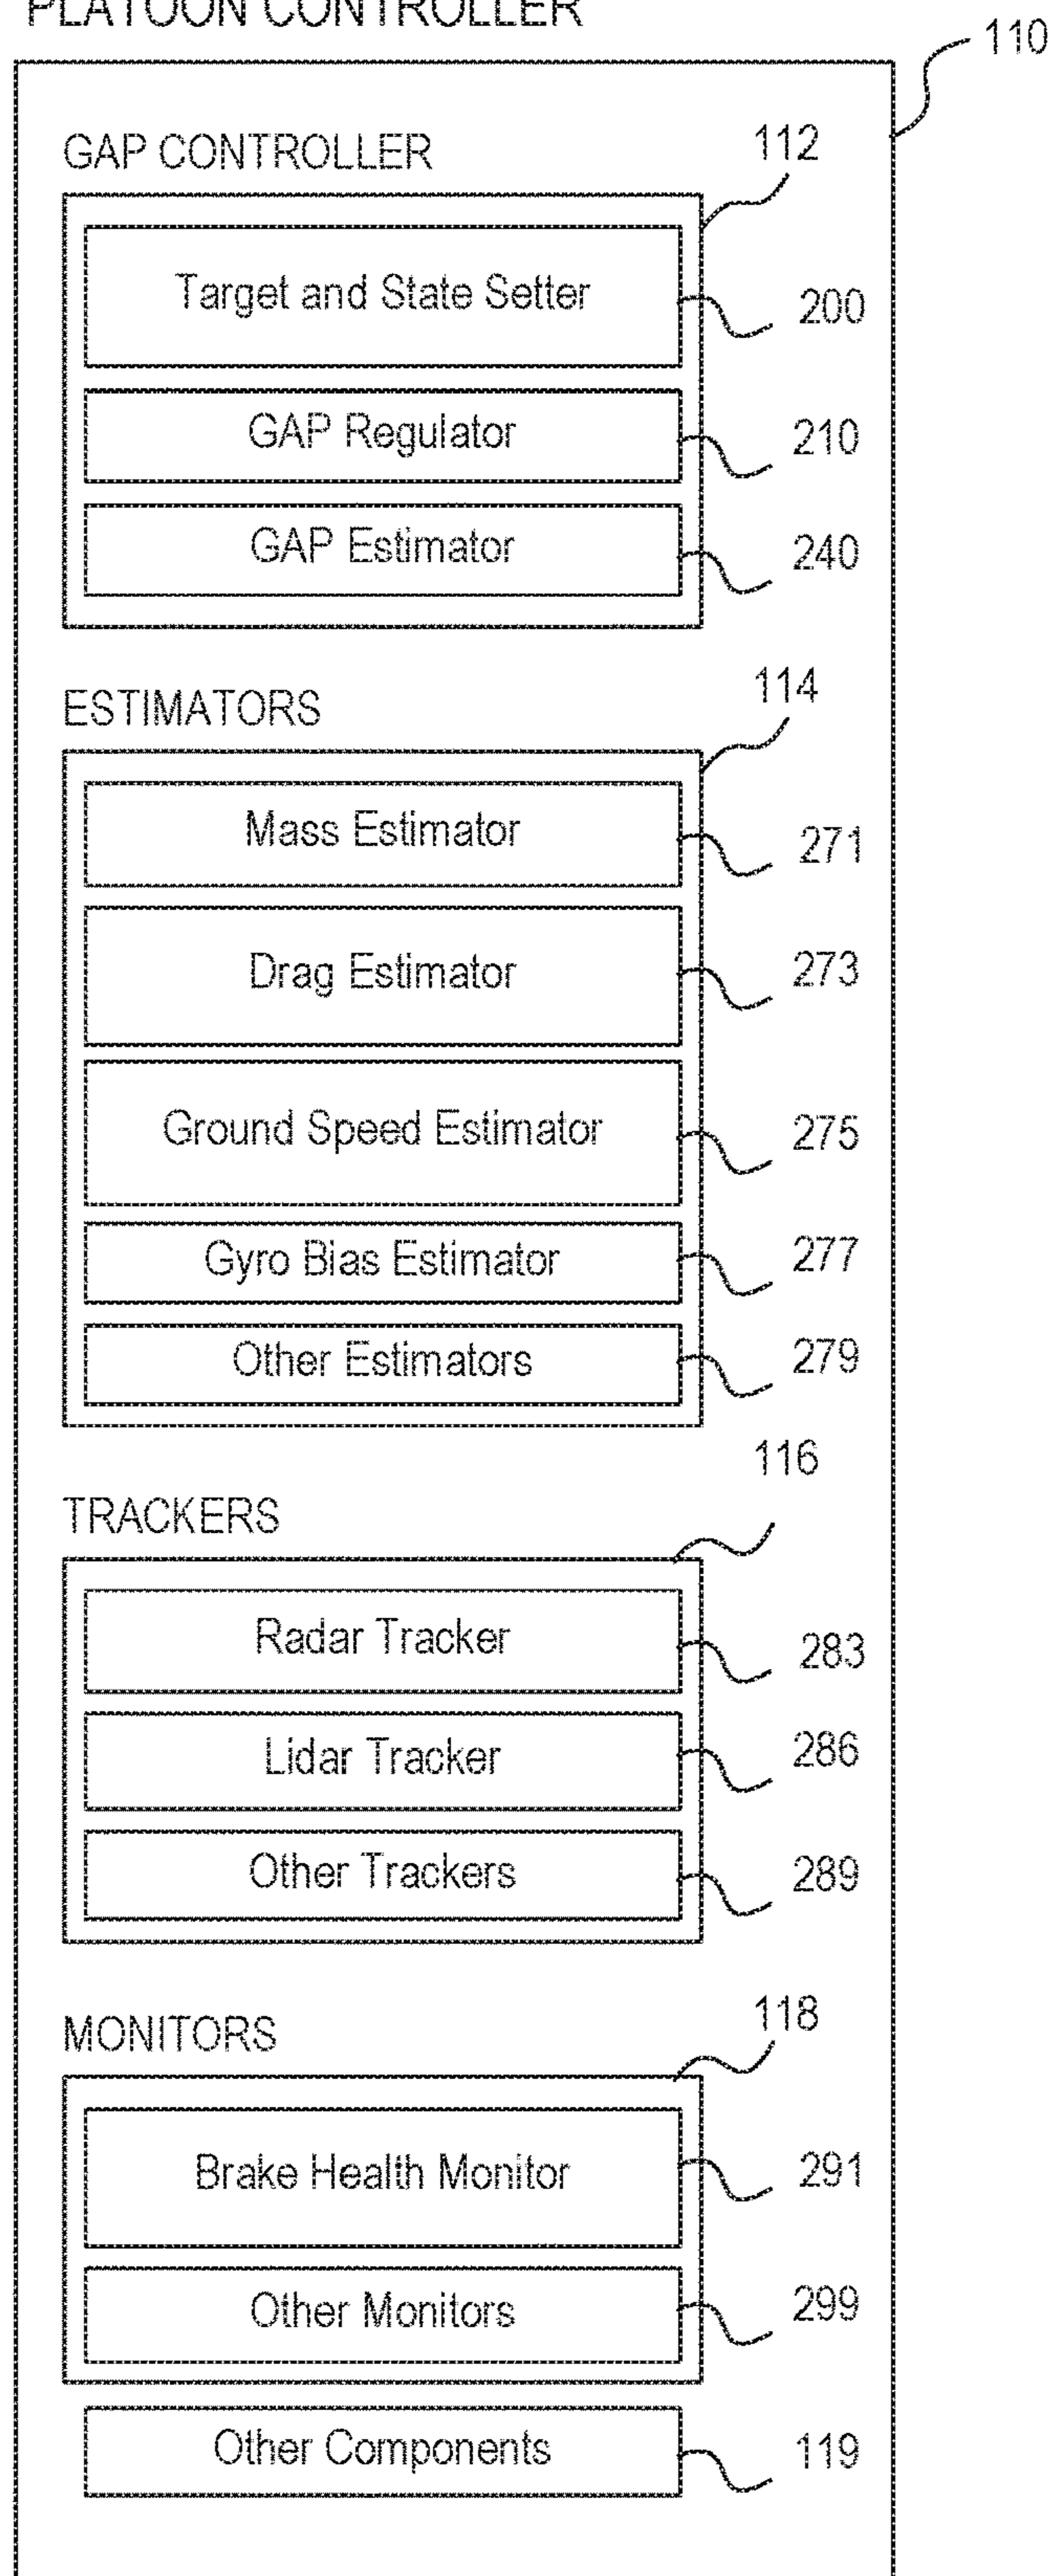 PLATOON CONTROLLER
110
GAP CONTROLLER
112
Target and State Setter
200
GAP Regulator
210
GAP Estimator
240
ESTIMATORS
114
Mass Estimator
271
Drag Estimator
273
Ground Speed Estimator
275
Gyro Bias Estimator
277
Other Estimators
279
116
TRACKERS
Radar Tracker
283
Lidar Tracker
286
Other Trackers
289
MONITORS
118
Brake Health Monitor
291
Other Monitors
299
Other Components
119